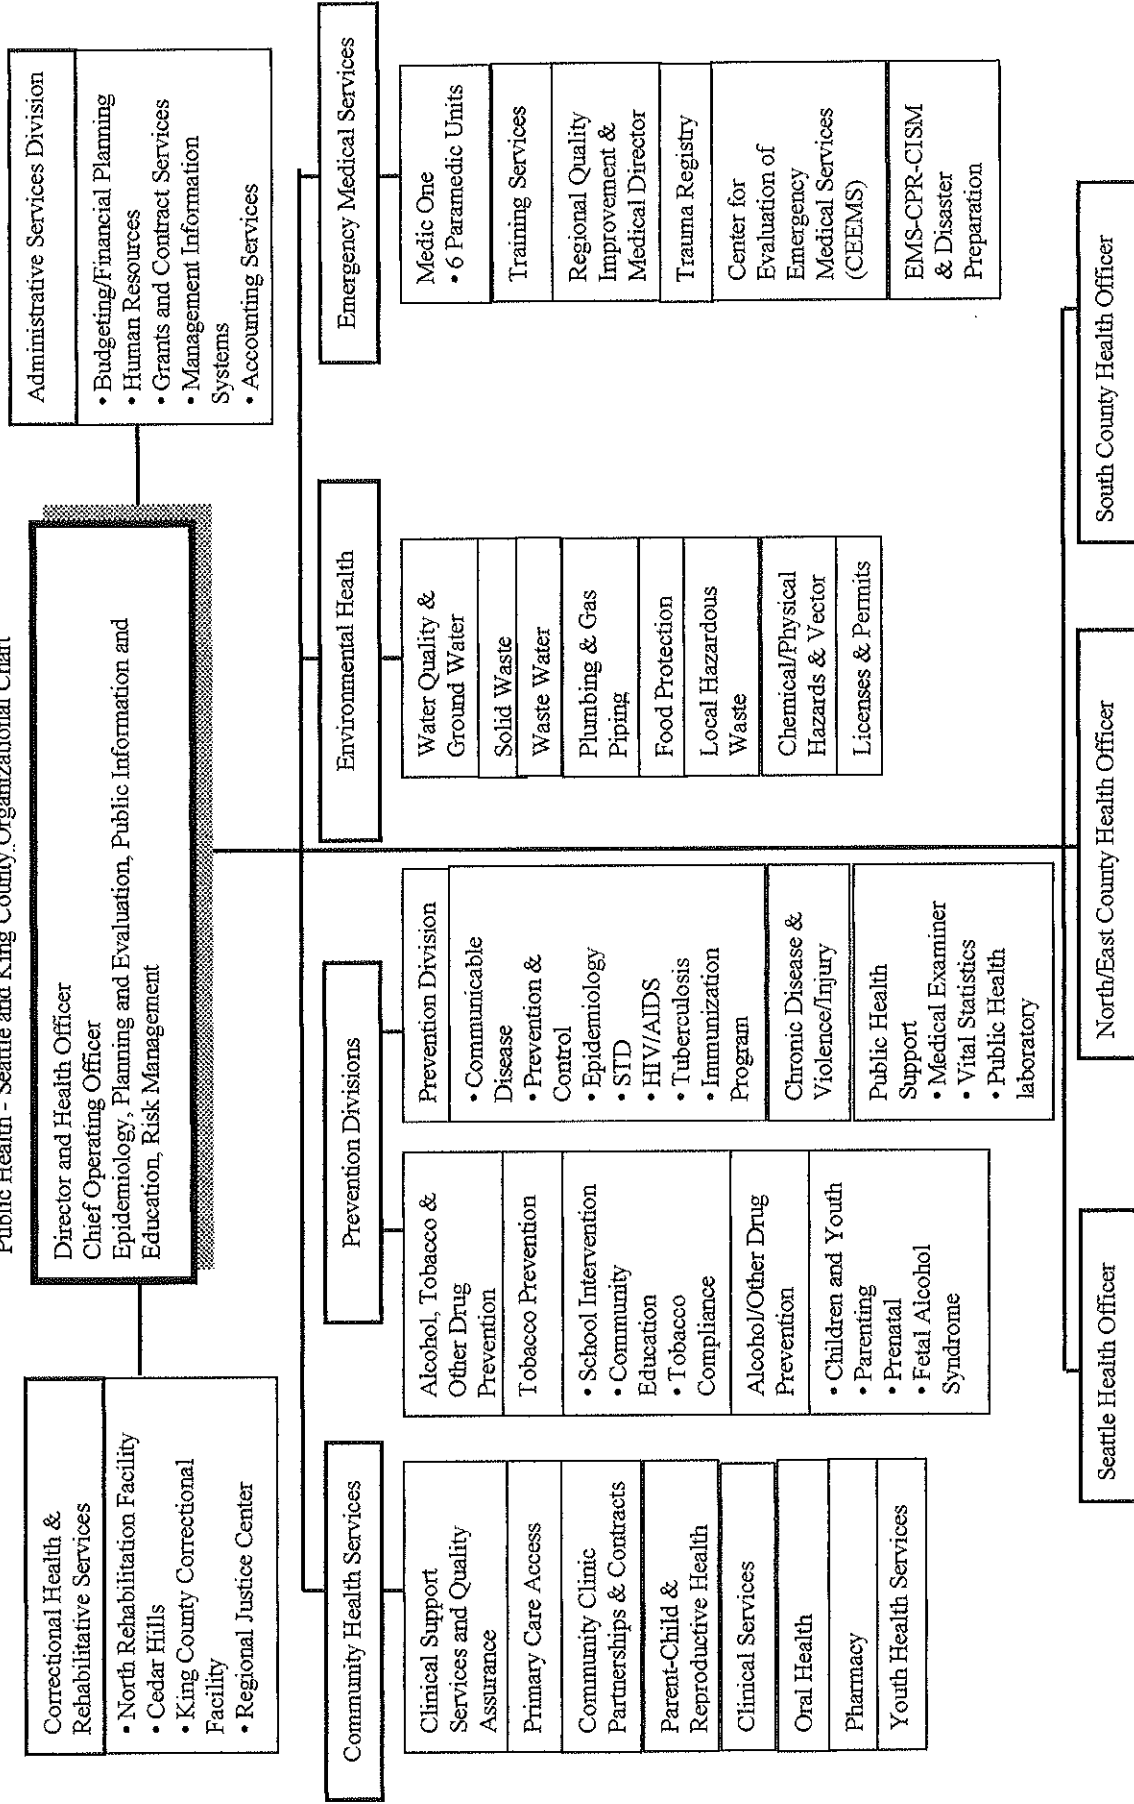 Public Health - Seattle and King County Organizational Chart
Director and Health Officer
Chief Operating Officer
Epidemiology, Planning and Evaluation, Public Information and
Education, Risk Management
Correctional Health &
Rehabilitative Services
• North Rehabilitation Facility
• Cedar Hills
• King County Correctional
Facility
• Regional Justice Center
Administrative Services Division
• Budgeting/Financial Planning
• Human Resources
• Grants and Contract Services
• Management Information
Systems
• Accounting Services
Community Health Services
Clinical Support
Services and Quality
Assurance
Primary Care Access
Community Clinic
Partnerships & Contracts
Parent-Child &
Reproductive Health
Clinical Services
Oral Health
Pharmacy
Youth Health Services
Prevention Divisions
Alcohol, Tobacco &
Other Drug
Prevention
Tobacco Prevention
• School Intervention
• Community
Education
• Tobacco
Compliance
Alcohol/Other Drug
Prevention
• Children and Youth
• Parenting
• Prenatal
• Fetal Alcohol
Syndrome
Prevention Division
• Communicable
Disease
• Prevention &
Control
• Epidemiology
• STD
• HIV/AIDS
• Tuberculosis
• Immunization
Program
Chronic Disease &
Violence/Injury
Public Health
Support
• Medical Examiner
• Vital Statistics
• Public Health
laboratory
Environmental Health
Water Quality &
Ground Water
Solid Waste
Waste Water
Plumbing & Gas
Piping
Food Protection
Local Hazardous
Waste
Chemical/Physical
Hazards & Vector
Licenses & Permits
Emergency Medical Services
Medic One
• 6 Paramedic Units
Training Services
Regional Quality
Improvement &
Medical Director
Trauma Registry
Center for
Evaluation of
Emergency
Medical Services
(CEEMS)
EMS-CPR-CISM
& Disaster
Preparation
Seattle Health Officer
North/East County Health Officer
South County Health Officer